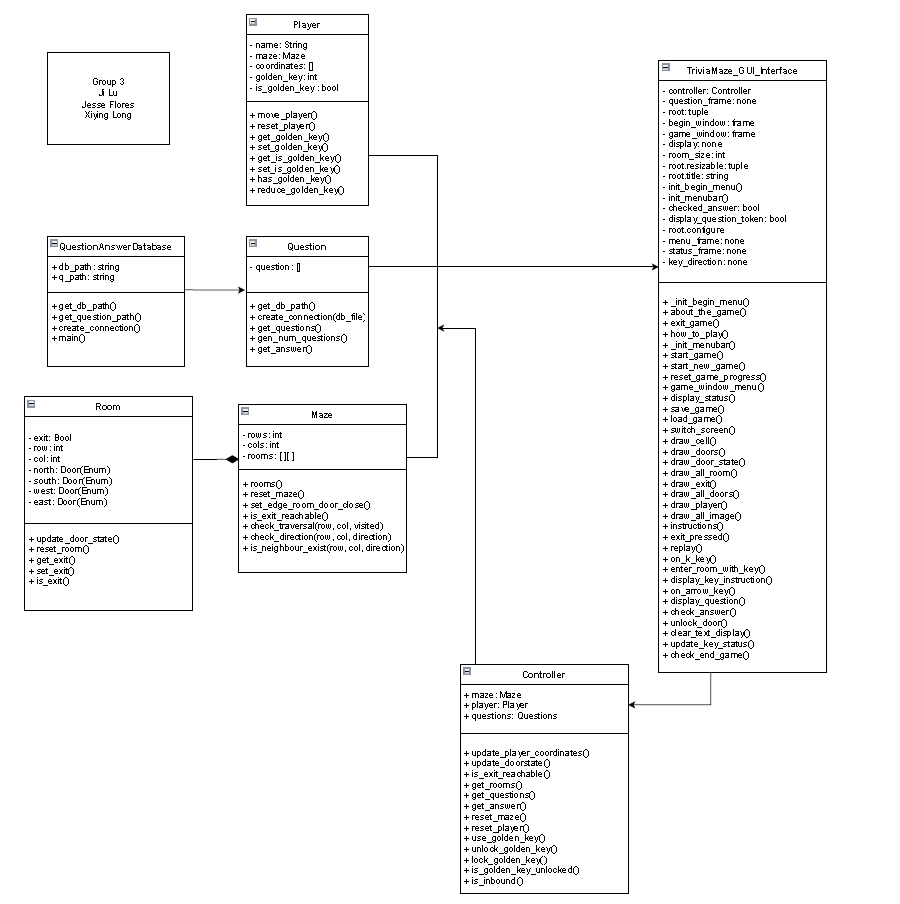 Group 3
Ji Lu
Jesse Flores
Xiying Long
Player
- name: String
- maze: Maze
- coordinates: []
- golden_key: int
- is_golden_key : bool
+ move_player()
+ reset_player()
+ get_golden_key()
+ set_golden_key()
+ get_is_golden_key()
+ set_is_golden_key()
+ has_golden_key()
+ reduce_golden_key()
QuestionAnswerDatabase
+ db_path: string
+ q_path: string
+ get_db_path()
+ get_question_path()
+ create_connection()
+ main()
Question
- question: []
+ get_db_path()
+ create_connection(db_file)
+ get_questions()
+ gen_num_questions()
+ get_answer()
Room
- exit: Bool
- row: int
- col: int
- north: Door(Enum)
- south: Door(Enum)
- west: Door(Enum)
- east: Door(Enum)
+ update_door_state()
+ reset_room()
+ get_exit()
+ set_exit()
+ is_exit()
Maze
- rows: int
- cols: int
- rooms: [ ][ ]
+ rooms()
+ reset_maze()
+ set_edge_room_door_close()
+ is_exit_reachable()
+ check_traversal(row, col, visited)
+ check_direction(row, col, direction)
+ is_neighbour_exist(row, col, direction)
TriviaMaze_GUI_Interface
- controller: Controller
- question_frame: none
- root: tuple
- begin_window: frame
- game_window: frame
- display: none
- room_size: int
- root.resizable: tuple
- root.title: string
- init_begin_menu()
- init_menubar()
- checked_answer: bool
- display_question_token: bool
- root.configure
- menu_frame: none
- status_frame: none
- key_direction: none
+ _init_begin_menu()
+ about_the_game()
+ exit_game()
+ how_to_play()
+ _init_menubar()
+ start_game()
+ start_new_game()
+ reset_game_progress()
+ game_window_menu()
+ display_status()
+ save_game()
+ load_game()
+ switch_screen()
+ draw_cell()
+ draw_doors()
+ draw_door_state()
+ draw_all_room()
+ draw_exit()
+ draw_all_doors()
+ draw_player()
+ draw_all_image()
+ instructions()
+ exit_pressed()
+ replay()
+ on_k_key()
+ enter_room_with_key()
+ display_key_instruction()
+ on_arrow_key()
+ display_question()
+ check_answer()
+ unlock_door()
+ clear_text_display()
+ update_key_status()
+ check_end_game()
Controller
+ maze: Maze
+ player: Player
+ questions: Questions
+ update_player_coordinates()
+ update_doorstate()
+ is_exit_reachable()
+ get_rooms()
+ get_questions()
+ get_answer()
+ reset_maze()
+ reset_player()
+ use_golden_key()
+ unlock_golden_key()
+ lock_golden_key()
+ is_golden_key_unlocked()
+ is_inbound()